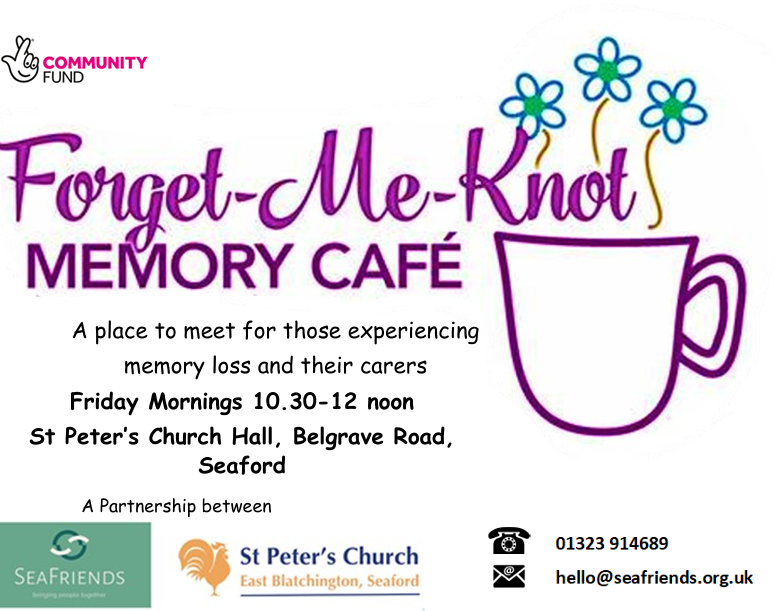 COMMUNITY
FUND
Forget-Me-Knot
MEMORY CAFÉ
A place to meet for those experiencing
memory loss and their carers
Friday Mornings 10.30-12 noon
St Peter's Church Hall, Belgrave Road,
Seaford
A Partnership between
SEAFRIENDS
bringing people together
St Peter's Church
East Blatchington, Seaford
01323 914689
@
hello@seafriends.org.uk